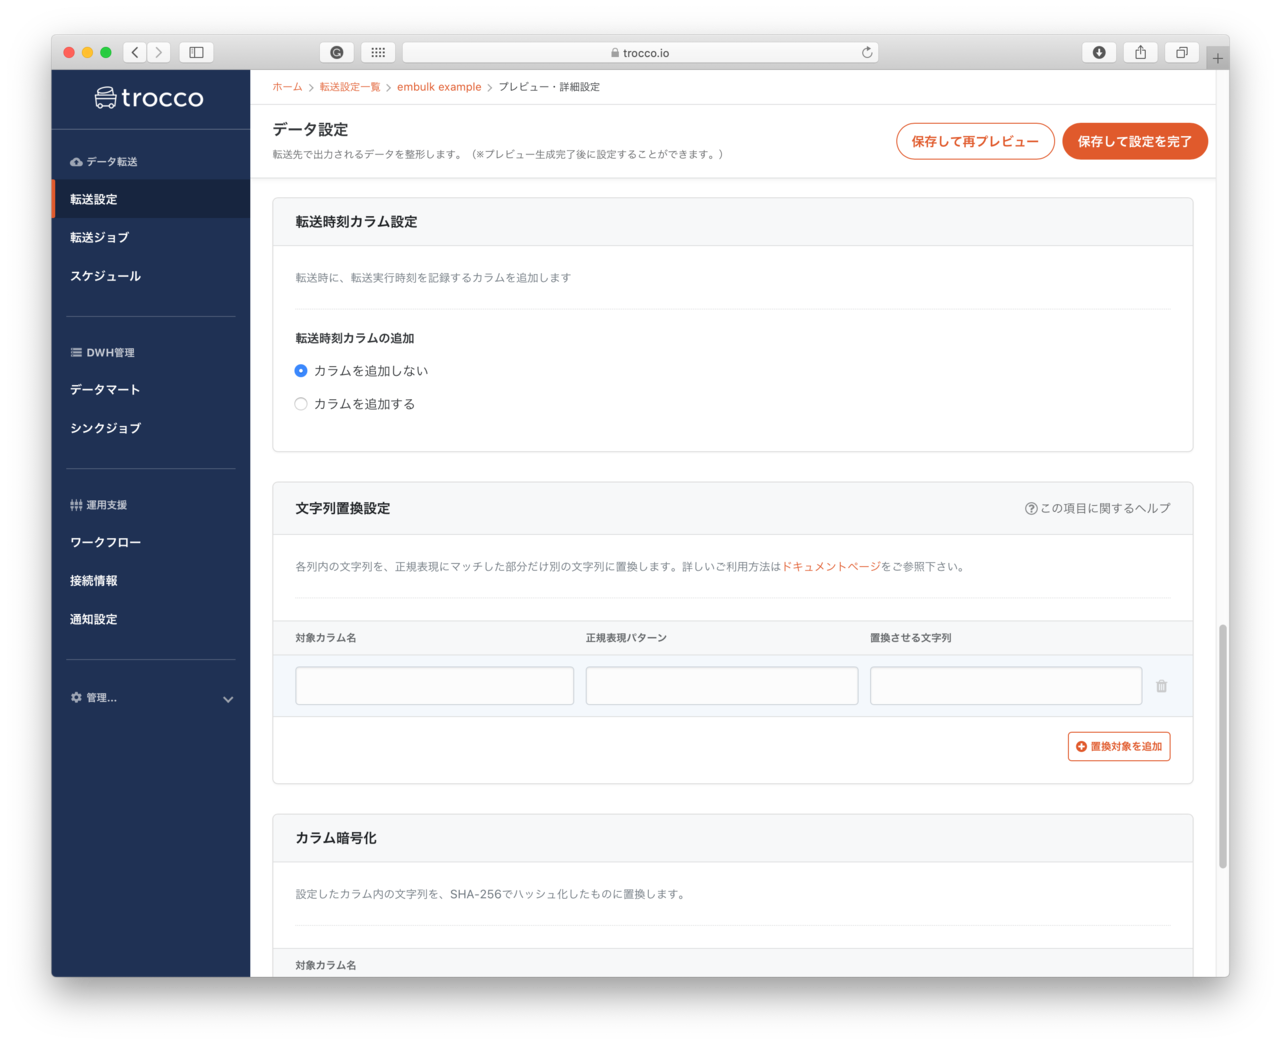 trocco.io
trocco
データ転送
転送設定
転送ジョブ
スケジュール
DWH管理
データマート
シンクジョブ
運用支援
ワークフロー
接続情報
通知設定
管理...
ホーム > 転送設定一覧 > embulk example > プレビュー・詳細設定
データ設定
転送先で出力されるデータを整形します。（※プレビュー生成完了後に設定することができます。）
保存して再プレビュー
保存して設定を完了
転送時刻カラム設定
転送時に、転送実行時刻を記録するカラムを追加します
転送時刻カラムの追加
カラムを追加しない
カラムを追加する
文字列置換設定
この項目に関するヘルプ
各列内の文字列を、正規表現にマッチした部分だけ別の文字列に置換します。詳しいご利用方法はドキュメントページをご参照下さい。
対象カラム名 正規表現パターン 置換させる文字列
置換対象を追加
カラム暗号化
設定したカラム内の文字列を、SHA-256でハッシュ化したものに置換します。
対象カラム名